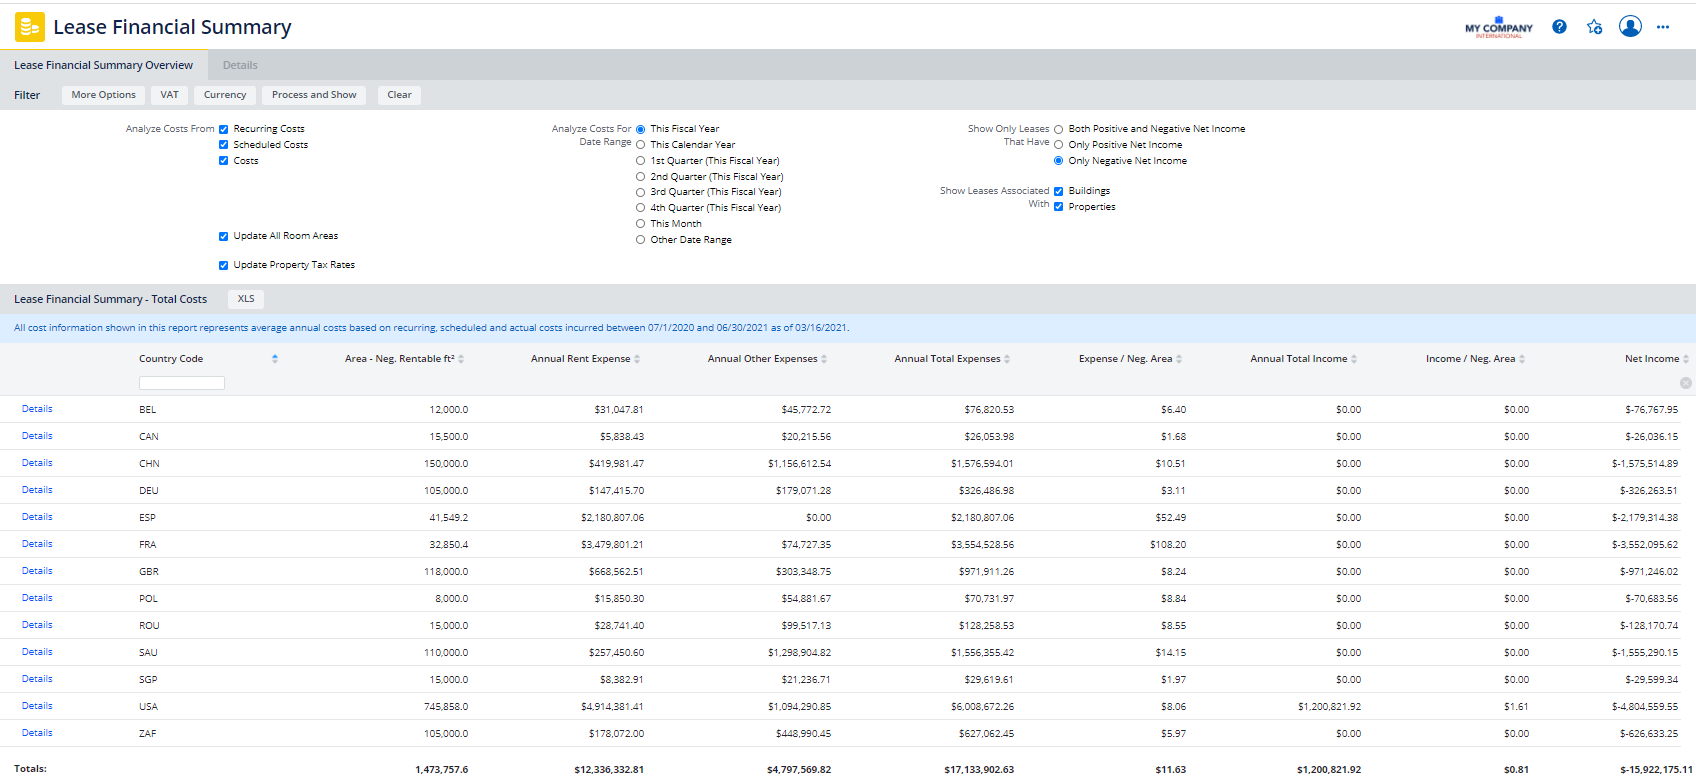 Lease Financial Summary
MY COMPANY
INTERNATIONAL
Lease Financial Summary Overview Details
Filter More Options VAT Currency Process and Show Clear
Analyze Costs From Recurring Costs
Scheduled Costs
Costs
Update All Room Areas
Update Property Tax Rates
Analyze Costs For Date Range This Fiscal Year
This Calendar Year
1st Quarter (This Fiscal Year)
2nd Quarter (This Fiscal Year)
3rd Quarter (This Fiscal Year)
4th Quarter (This Fiscal Year)
This Month
Other Date Range
Show Only Leases That Have Both Positive and Negative Net Income
Only Positive Net Income
Only Negative Net Income
Show Leases Associated With Buildings
Properties
Lease Financial Summary - Total Costs XLS
All cost information shown in this report represents average annual costs based on recurring, scheduled and actual costs incurred between 07/1/2020 and 06/30/2021 as of 03/16/2021.
Country Code Area - Neg. Rentable ft² Annual Rent Expense Annual Other Expenses Annual Total Expenses Expense / Neg. Area Annual Total Income Income / Neg. Area Net Income
Details BEL 12,000.0 $31,047.81 $45,772.72 $76,820.53 $6.40 $0.00 $0.00 $-76,767.95
Details CAN 15,500.0 $5,838.43 $20,215.56 $26,053.98 $1.68 $0.00 $0.00 $-26,036.15
Details CHN 150,000.0 $419,981.47 $1,156,612.54 $1,576,594.01 $10.51 $0.00 $0.00 $-1,575,514.89
Details DEU 105,000.0 $147,415.70 $179,071.28 $326,486.98 $3.11 $0.00 $0.00 $-326,263.51
Details ESP 41,549.2 $2,180,807.06 $0.00 $2,180,807.06 $52.49 $0.00 $0.00 $-2,179,314.38
Details FRA 32,850.4 $3,479,801.21 $74,727.35 $3,554,528.56 $108.20 $0.00 $0.00 $-3,552,095.62
Details GBR 118,000.0 $668,562.51 $303,348.75 $971,911.26 $8.24 $0.00 $0.00 $-971,246.02
Details POL 8,000.0 $15,850.30 $54,881.67 $70,731.97 $8.84 $0.00 $0.00 $-70,683.56
Details ROU 15,000.0 $28,741.40 $99,517.13 $128,258.53 $8.55 $0.00 $0.00 $-128,170.74
Details SAU 110,000.0 $257,450.60 $1,298,904.82 $1,556,355.42 $14.15 $0.00 $0.00 $-1,555,290.15
Details SGP 15,000.0 $8,382.91 $21,236.71 $29,619.61 $1.97 $0.00 $0.00 $-29,599.34
Details USA 745,858.0 $4,914,381.41 $1,094,290.85 $6,008,672.26 $8.06 $1,200,821.92 $1.61 $-4,804,559.55
Details ZAF 105,000.0 $178,072.00 $448,990.45 $627,062.45 $5.97 $0.00 $0.00 $-626,633.25
Totals: 1,473,757.6 $12,336,332.81 $4,797,569.82 $17,133,902.63 $11.63 $1,200,821.92 $0.81 $-15,922,175.11